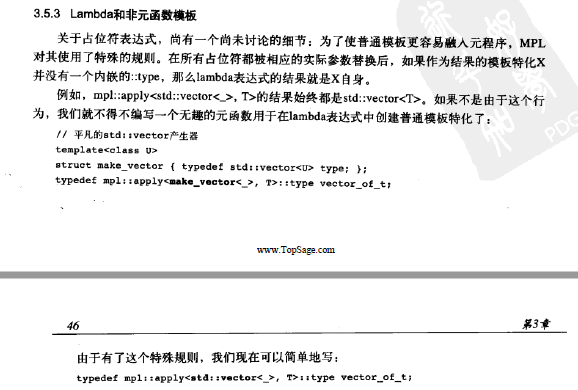 3.5.3 Lambda和非元函数模板
关于占位符表达式，尚有一个尚未讨论的细节：为了使普通模板更容易融入元程序，MPL
对其使用了特殊的规则。在所有占位符都被相应的实际参数替换后，如果作为结果的模板特化X
并没有一个内嵌的::type，那么lambda表达式的结果就是X自身。
例如，mpl::apply<std::vector<_>, T>的结果始终都是std::vector<T>。如果不是由于这个行
为，我们就不得不编写一个无趣的元函数用于在lambda表达式中创建普通模板特化了：
// 平凡的std::vector产生器
template<class U>
struct make_vector { typedef std::vector<U> type; };
typedef mpl::apply<make_vector<_>, T>::type vector_of_t;
www.TopSage.com
46 第3章
由于有了这个特殊规则，我们现在可以简单地写：
typedef mpl::apply<std::vector<_>, T>::type vector_of_t;